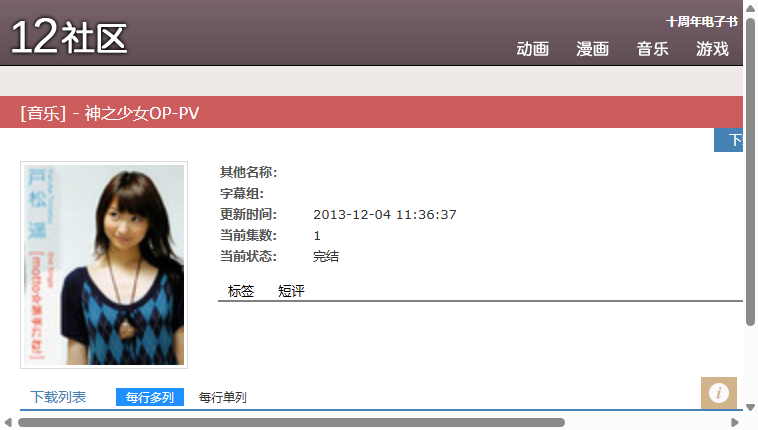 12社区
十周年电子书
动画 漫画 音乐 游戏
[音乐] - 神之少女OP-PV
戸松 遥
[motto☆派手にね!]
其他名称:
字幕组:
更新时间: 2013-12-04 11:36:37
当前集数: 1
当前状态: 完结
标签 短评
下载列表 每行多列 每行单列